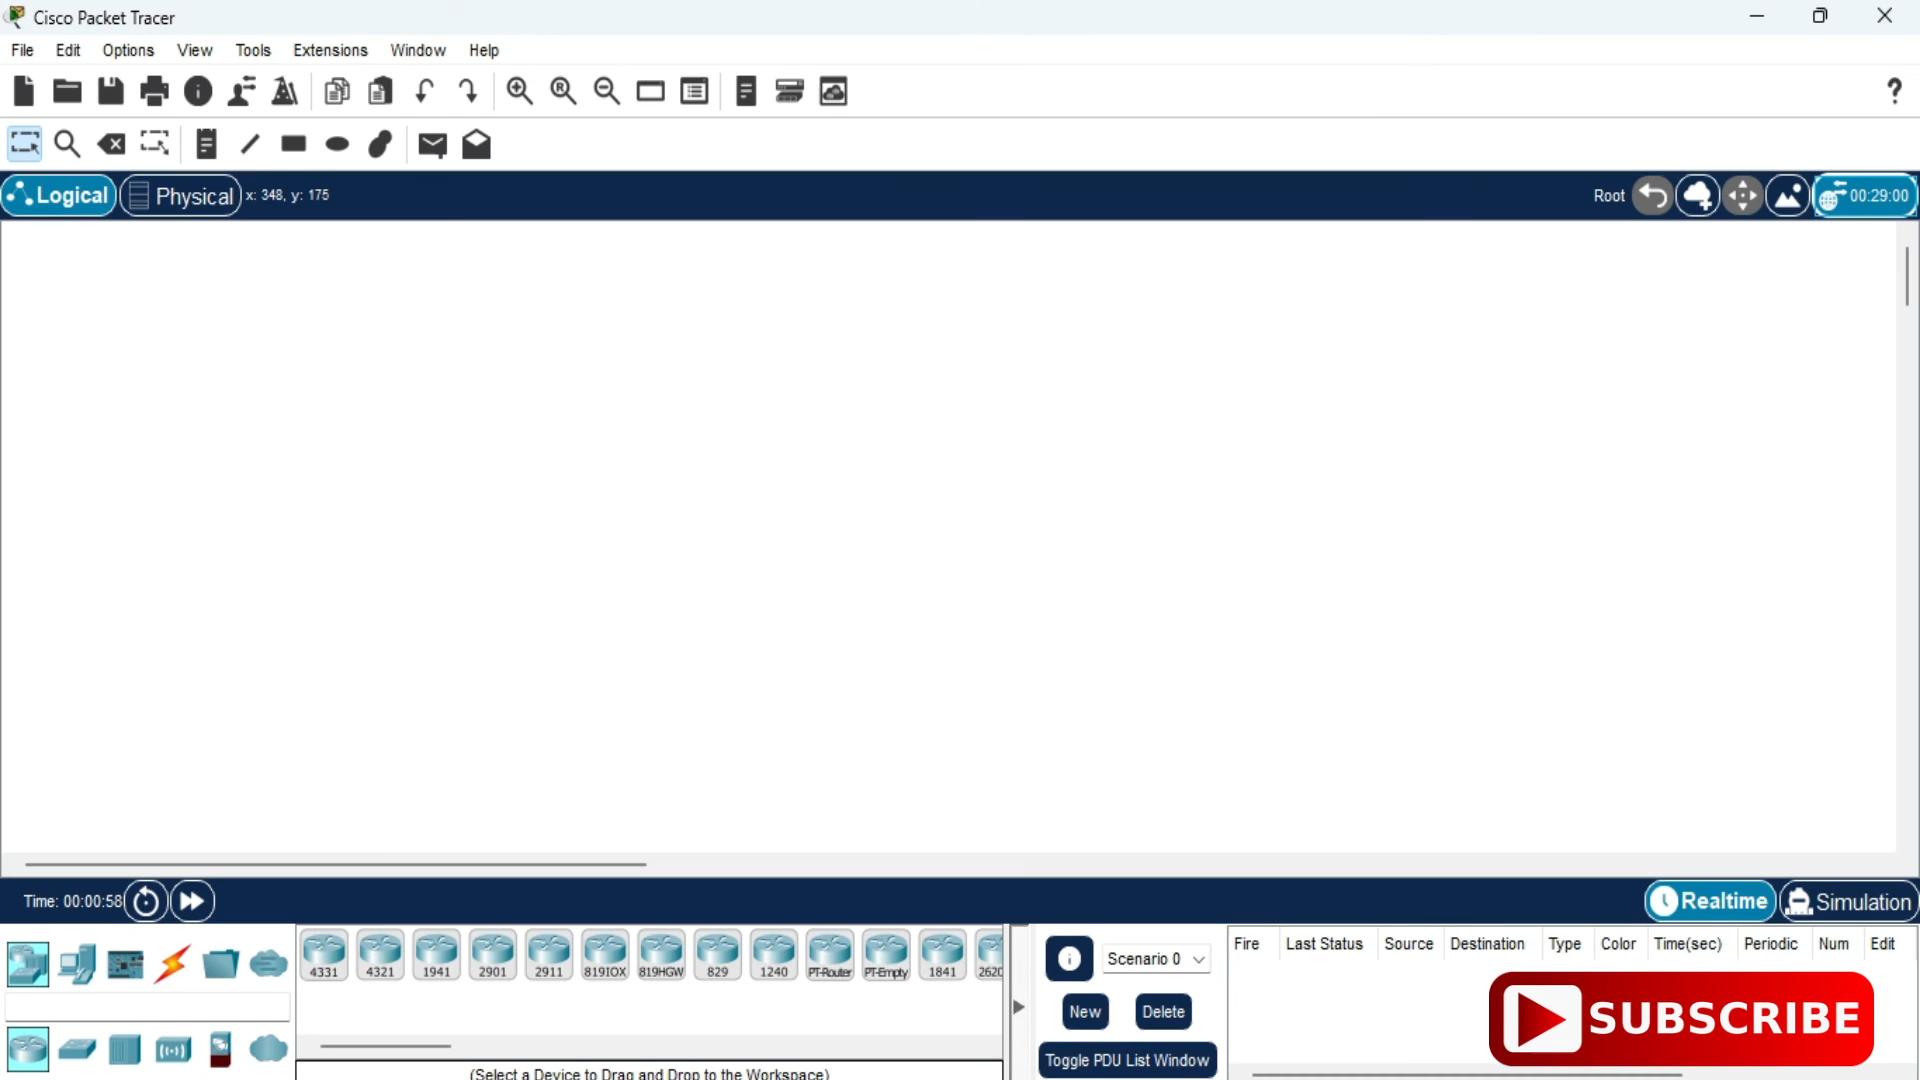 Cisco Packet Tracer
File Edit Options View Tools Extensions Window Help
Logical Physical x: 348, y: 175 Root 00:29:00
Time: 00:00:58 Realtime Simulation
4331 4321 1941 2901 2911 819IOX 819HGW 829 1240 PT-Router PT-Empty 1841 2620
Scenario 0
New Delete
Toggle PDU List Window
Fire Last Status Source Destination Type Color Time(sec) Periodic Num Edit
SUBSCRIBE
(Select a Device to Drag and Drop to the Workspace)